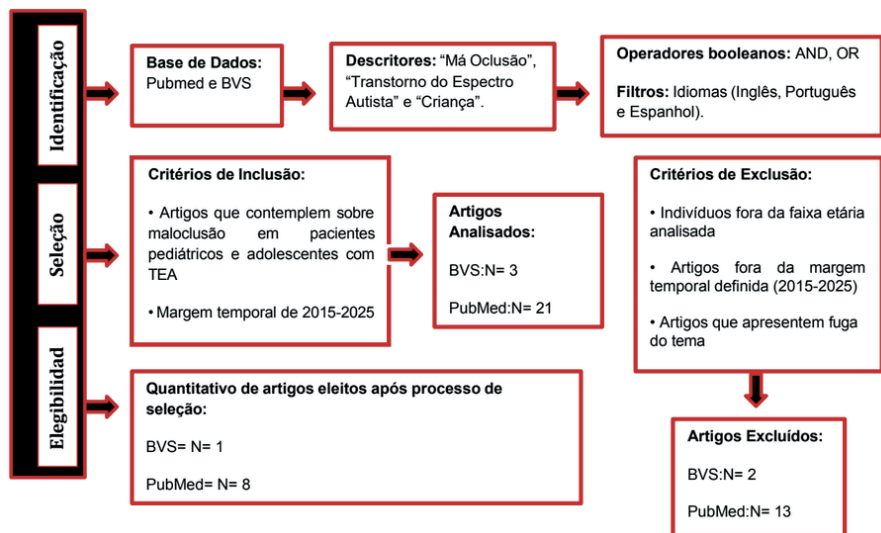 Identificação
Base de Dados:
Pubmed e BVS
Descritores: “Má Oclusão”,
“Transtorno do Espectro
Autista” e “Criança”.
Operadores booleanos: AND, OR
Filtros: Idiomas (Inglês, Português
e Espanhol).
Seleção
Critérios de Inclusão:
• Artigos que contemplem sobre
maloclusão em pacientes
pediátricos e adolescentes com
TEA
• Margem temporal de 2015-2025
Artigos
Analisados:
BVS:N= 3
PubMed:N= 21
Critérios de Exclusão:
• Indivíduos fora da faixa etária
analisada
• Artigos fora da margem
temporal definida (2015-2025)
• Artigos que apresentem fuga
do tema
Elegibilidad
Quantitativo de artigos eleitos após processo de
seleção:
BVS= N= 1
PubMed= N= 8
Artigos Excluídos:
BVS:N= 2
PubMed:N= 13